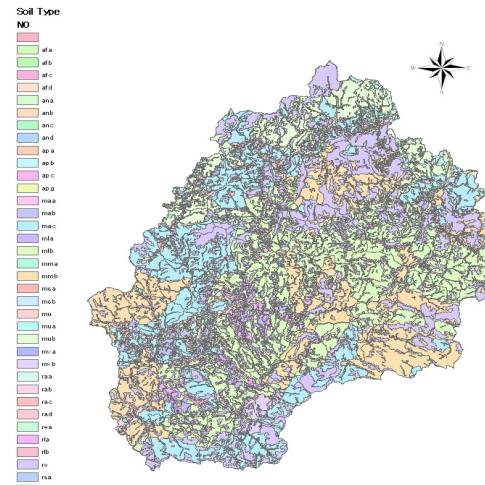 Soil Type
NO
afa
afb
afc
afd
ana
anb
anc
and
apa
apb
apc
apg
maa
mab
mac
mla
mlb
mma
mmb
msa
msb
mu
mua
mub
mva
mvb
raa
rab
rac
rad
rea
rla
rlb
ro
rsa
N
W
E
S